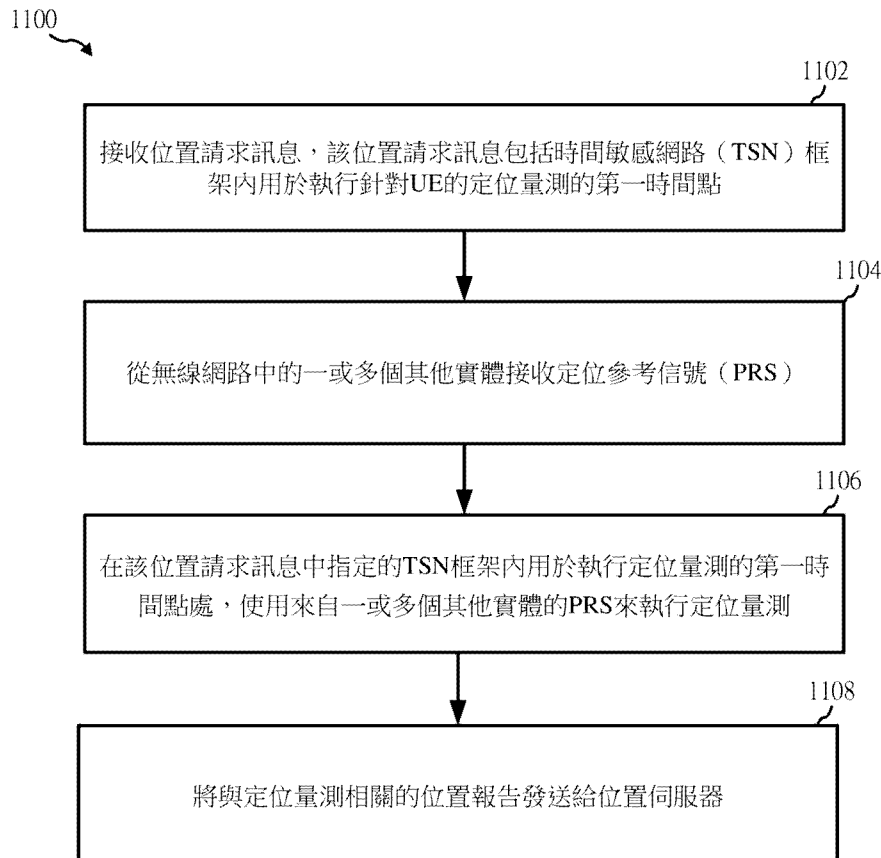 1100
1102
接收位置請求訊息，該位置請求訊息包括時間敏感網路（TSN）框
架內用於執行針對UE的定位量測的第一時間點
1104
從無線網路中的一或多個其他實體接收定位參考信號（PRS）
1106
在該位置請求訊息中指定的TSN框架內用於執行定位量測的第一時
間點處，使用來自一或多個其他實體的PRS來執行定位量測
1108
將與定位量測相關的位置報告發送給位置伺服器